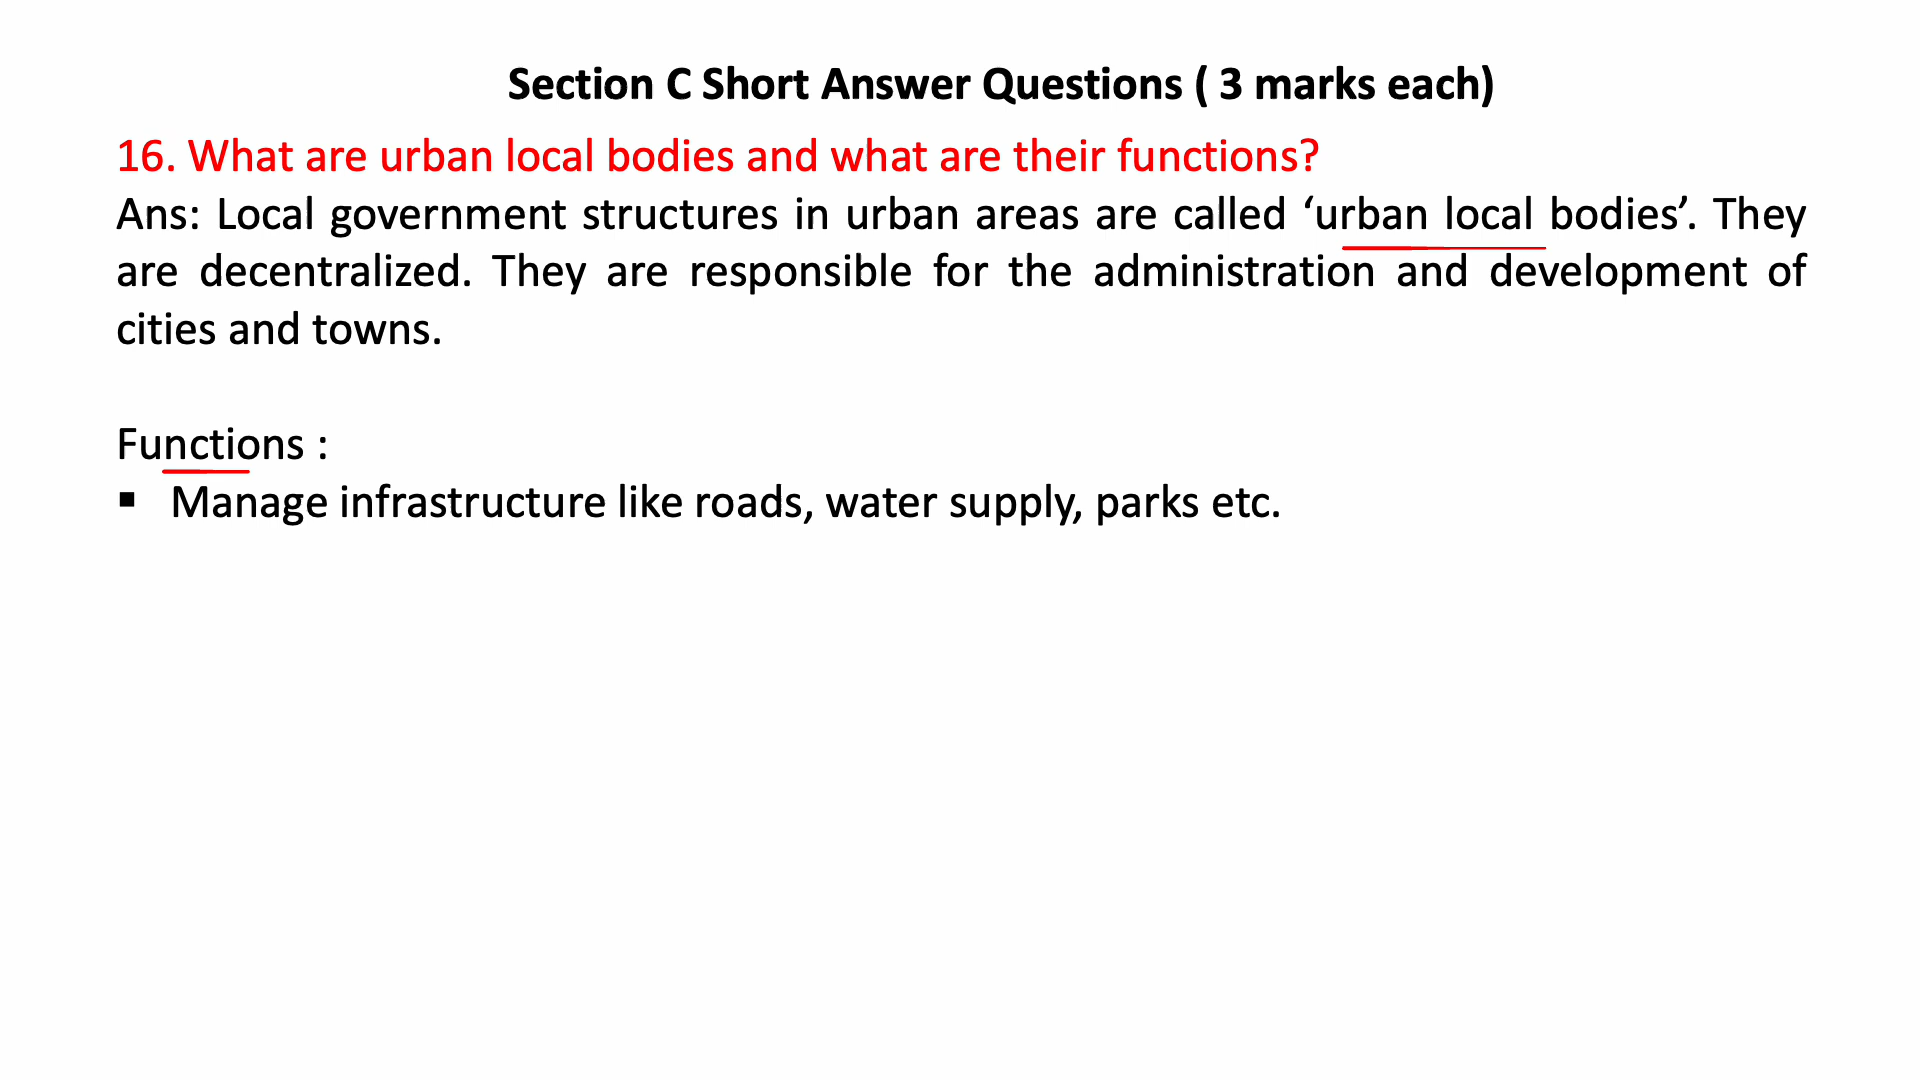 Section C Short Answer Questions ( 3 marks each)
16. What are urban local bodies and what are their functions?
Ans: Local government structures in urban areas are called ‘urban local bodies’. They
are decentralized. They are responsible for the administration and development of
cities and towns.
Functions :
▪ Manage infrastructure like roads, water supply, parks etc.